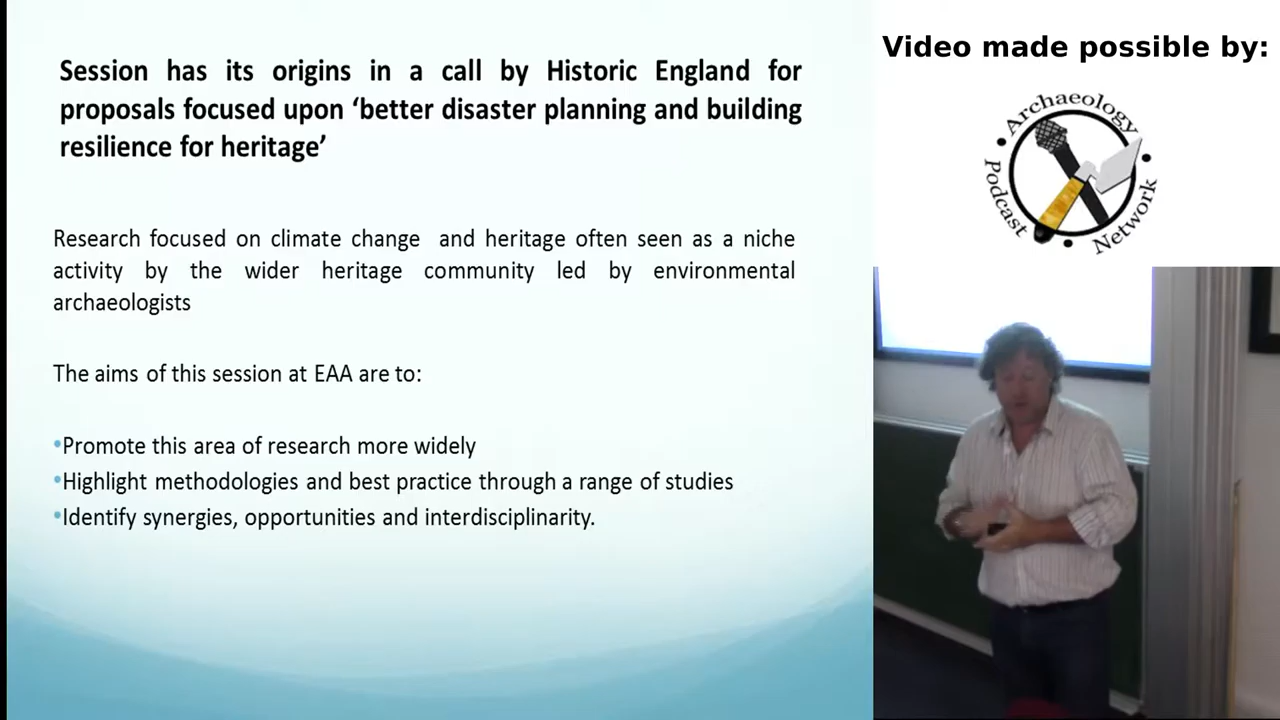 Session has its origins in a call by Historic England for
proposals focused upon ‘better disaster planning and building
resilience for heritage’
Research focused on climate change and heritage often seen as a niche
activity by the wider heritage community led by environmental
archaeologists
The aims of this session at EAA are to:
•Promote this area of research more widely
•Highlight methodologies and best practice through a range of studies
•Identify synergies, opportunities and interdisciplinarity.
Video made possible by:
Archaeology
Podcast
Network